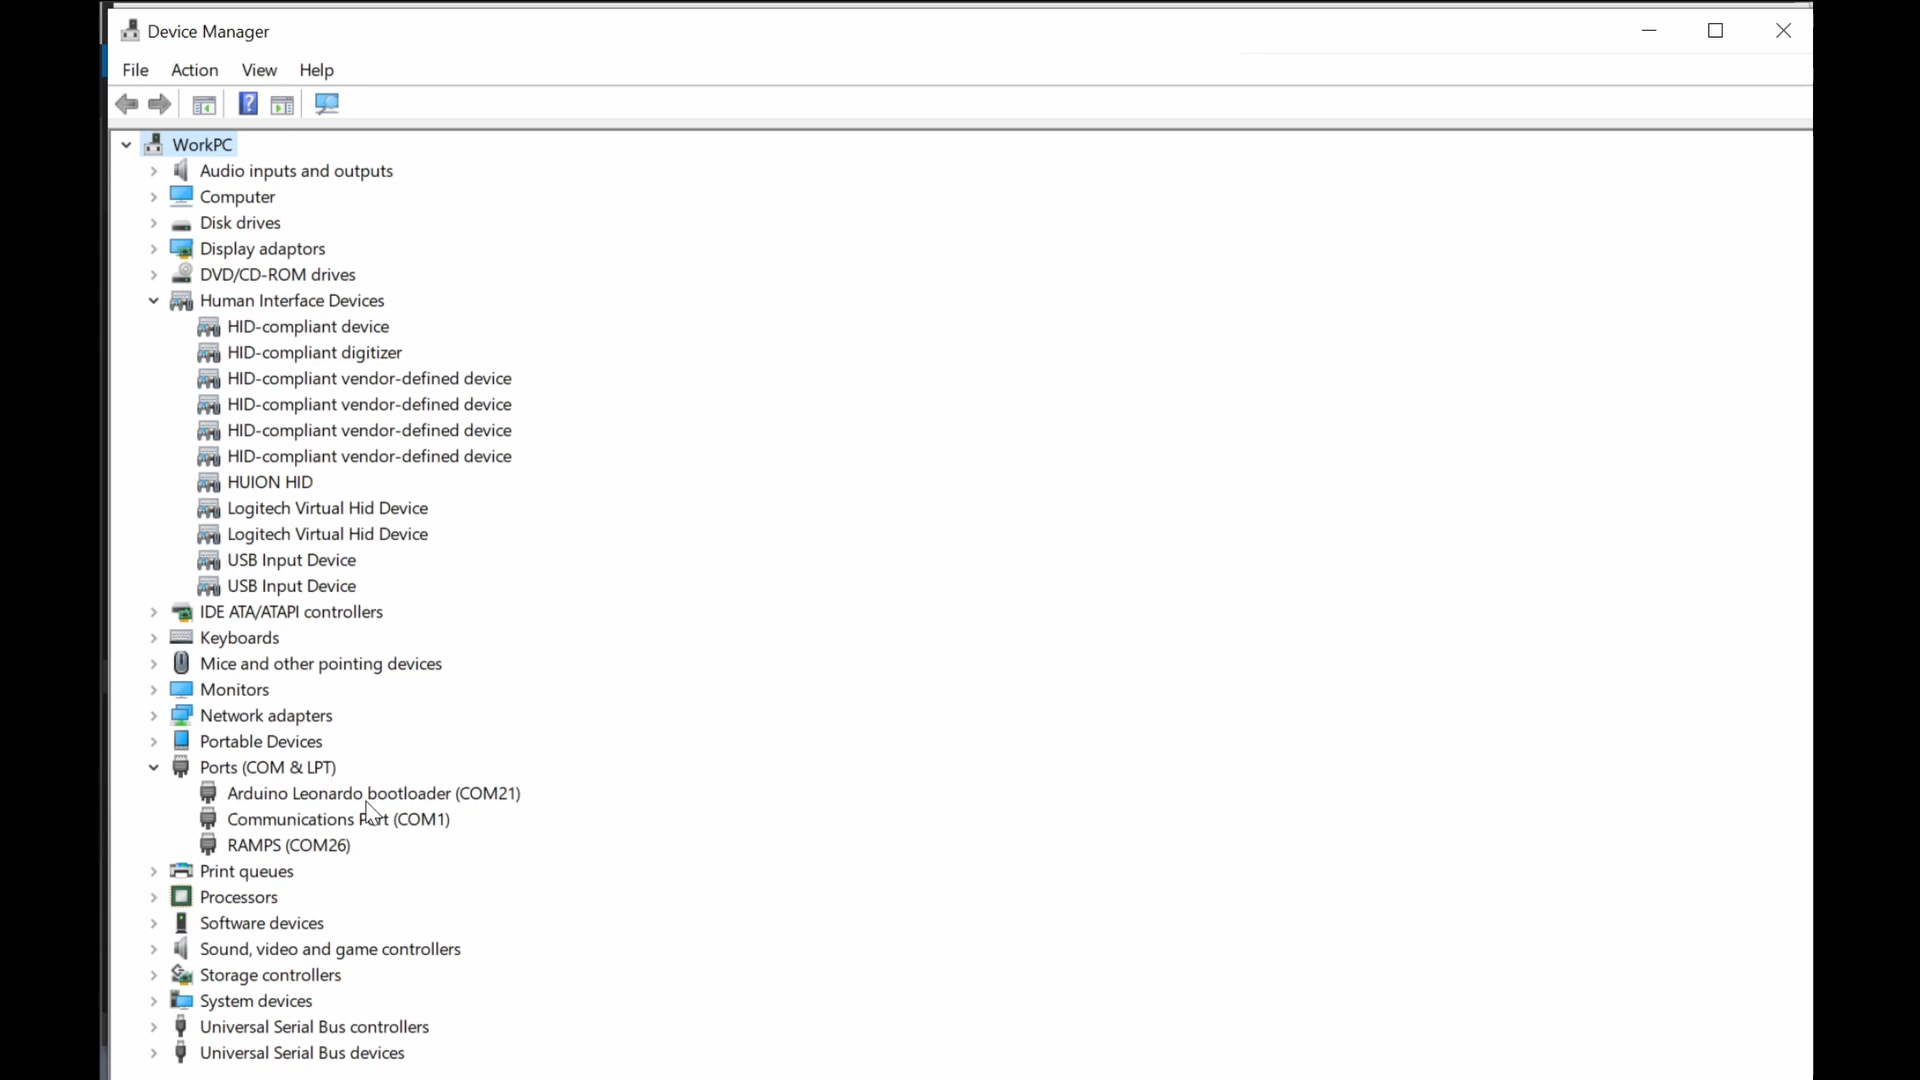 Device Manager
File Action View Help
WorkPC
Audio inputs and outputs
Computer
Disk drives
Display adaptors
DVD/CD-ROM drives
Human Interface Devices
HID-compliant device
HID-compliant digitizer
HID-compliant vendor-defined device
HID-compliant vendor-defined device
HID-compliant vendor-defined device
HID-compliant vendor-defined device
HUION HID
Logitech Virtual Hid Device
Logitech Virtual Hid Device
USB Input Device
USB Input Device
IDE ATA/ATAPI controllers
Keyboards
Mice and other pointing devices
Monitors
Network adapters
Portable Devices
Ports (COM & LPT)
Arduino Leonardo bootloader (COM21)
Communications Port (COM1)
RAMPS (COM26)
Print queues
Processors
Software devices
Sound, video and game controllers
Storage controllers
System devices
Universal Serial Bus controllers
Universal Serial Bus devices